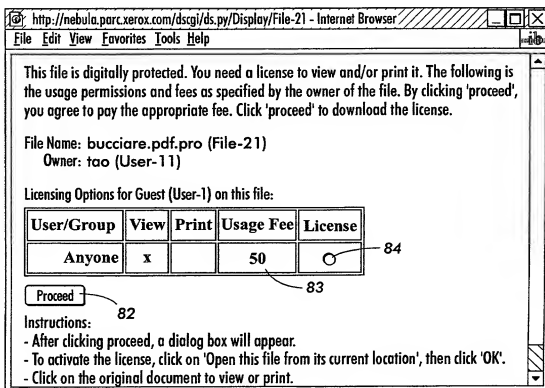 http://nebula.parc.xerox.com/dscgi/ds.py/Display/File-21 - Internet Browser
File Edit View Favorites Tools Help
This file is digitally protected. You need a license to view and/or print it. The following is
the usage permissions and fees as specified by the owner of the file. By clicking 'proceed',
you agree to pay the appropriate fee. Click 'proceed' to download the license.
File Name: bucciare.pdf.pro (File-21)
Owner: tao (User-11)
Licensing Options for Guest (User-1) on this file:
User/Group View Print Usage Fee License
Anyone x 50
84
83
Proceed
82
Instructions:
- After clicking proceed, a dialog box will appear.
- To activate the license, click on 'Open this file from its current location', then click 'OK'.
- Click on the original document to view or print.